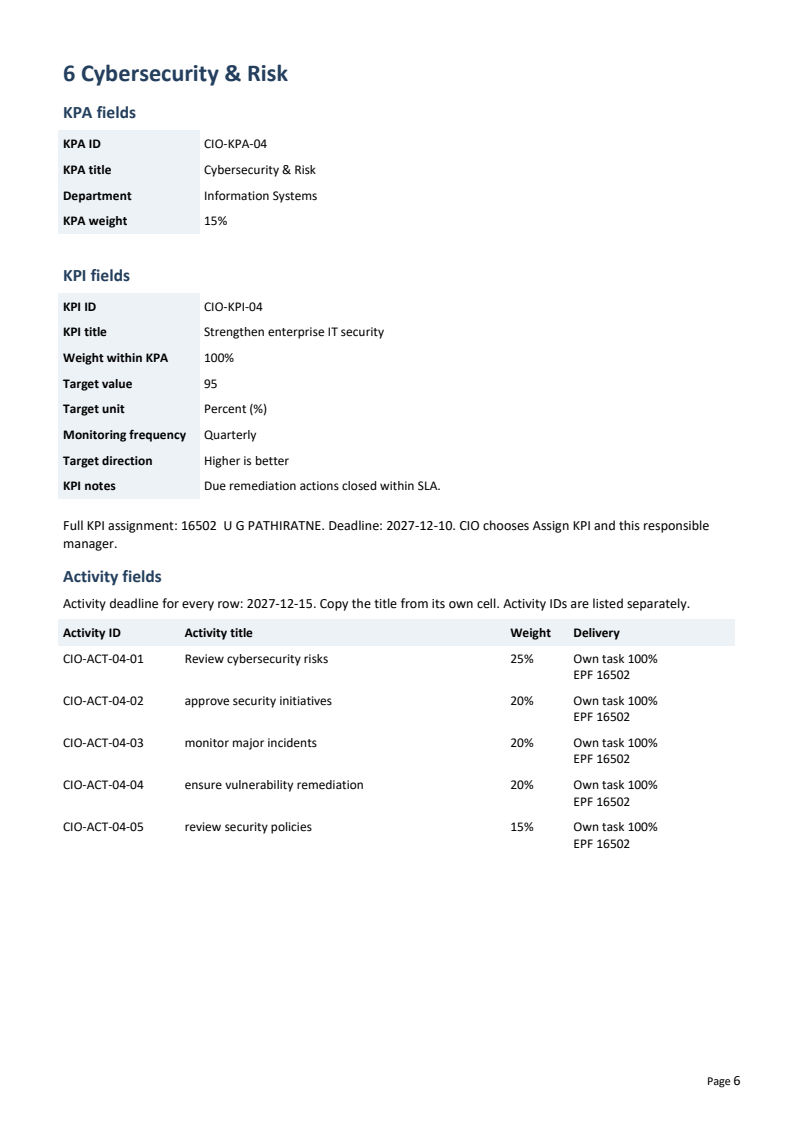 6 Cybersecurity & Risk
KPA fields
KPA ID CIO-KPA-04
KPA title Cybersecurity & Risk
Department Information Systems
KPA weight 15%
KPI fields
KPI ID CIO-KPI-04
KPI title Strengthen enterprise IT security
Weight within KPA 100%
Target value 95
Target unit Percent (%)
Monitoring frequency Quarterly
Target direction Higher is better
KPI notes Due remediation actions closed within SLA.
Full KPI assignment: 16502  U G PATHIRATNE. Deadline: 2027-12-10. CIO chooses Assign KPI and this responsible
manager.
Activity fields
Activity deadline for every row: 2027-12-15. Copy the title from its own cell. Activity IDs are listed separately.
Activity ID Activity title Weight Delivery
CIO-ACT-04-01 Review cybersecurity risks 25% Own task 100%
EPF 16502
CIO-ACT-04-02 approve security initiatives 20% Own task 100%
EPF 16502
CIO-ACT-04-03 monitor major incidents 20% Own task 100%
EPF 16502
CIO-ACT-04-04 ensure vulnerability remediation 20% Own task 100%
EPF 16502
CIO-ACT-04-05 review security policies 15% Own task 100%
EPF 16502
Page 6